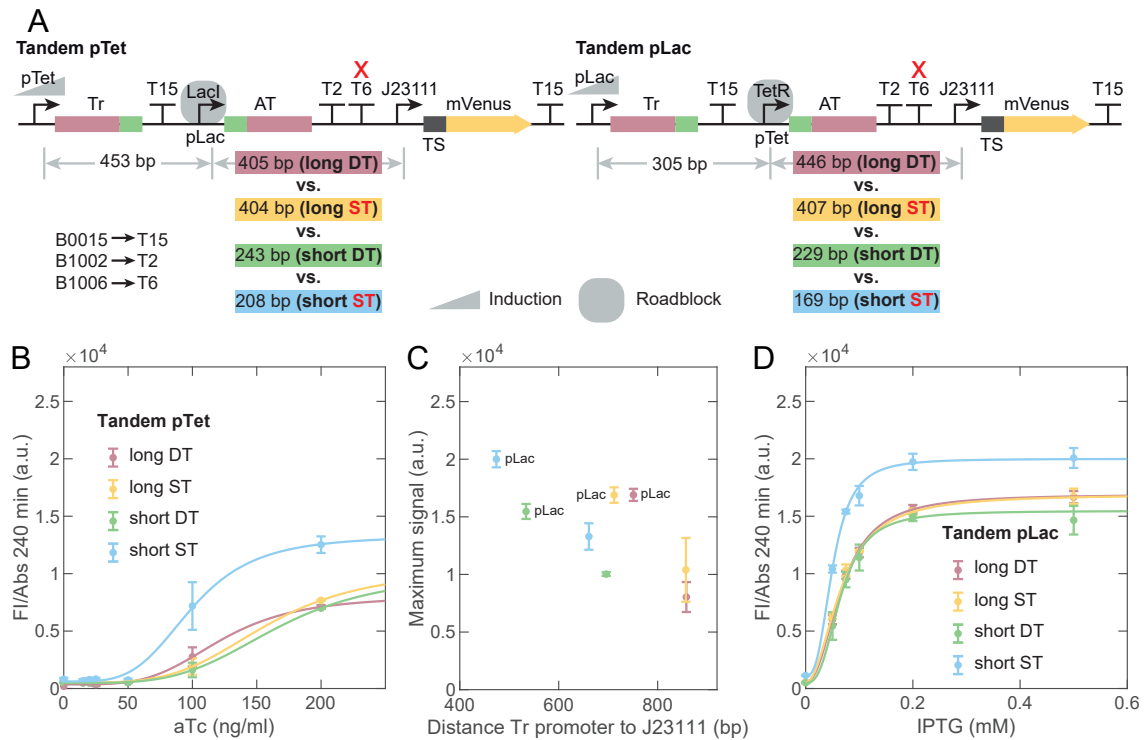 A
Tandem pTet
pTet
Tr
T15
LacI
pLac
AT
T2
X
T6
J23111
TS
mVenus
T15
453 bp
405 bp (long DT)
vs.
404 bp (long ST)
vs.
243 bp (short DT)
vs.
208 bp (short ST)
B0015 → T15
B1002 → T2
B1006 → T6
Tandem pLac
pLac
Tr
T15
TetR
pTet
AT
T2
X
T6
J23111
TS
mVenus
T15
305 bp
446 bp (long DT)
vs.
407 bp (long ST)
vs.
229 bp (short DT)
vs.
169 bp (short ST)
Induction
Roadblock
B
×10⁴
2.5
2
1.5
1
0.5
0
FI/Abs 240 min (a.u.)
Tandem pTet
long DT
long ST
short DT
short ST
0 50 100 150 200
aTc (ng/ml)
C
×10⁴
2.5
2
1.5
1
0.5
0
Maximum signal (a.u.)
pLac
pLac
pLac
pLac
400 600 800
Distance Tr promoter to J23111 (bp)
D
×10⁴
2.5
2
1.5
1
0.5
0
FI/Abs 240 min (a.u.)
Tandem pLac
long DT
long ST
short DT
short ST
0 0.2 0.4 0.6
IPTG (mM)